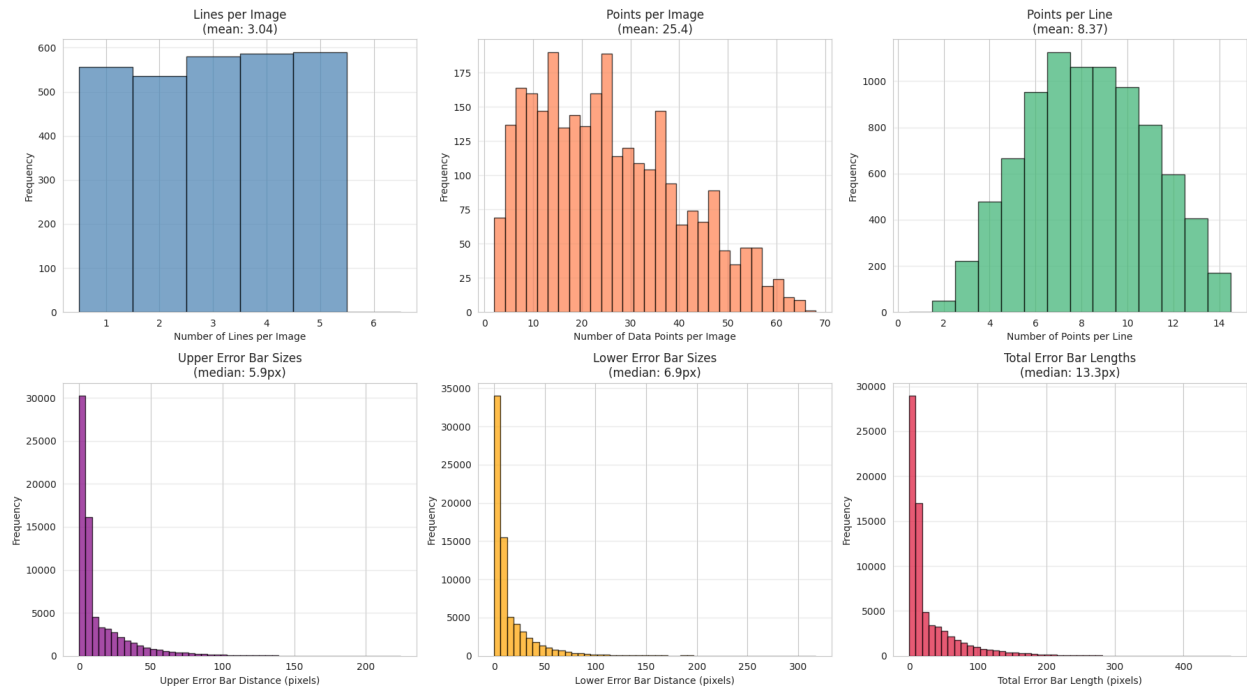 Lines per Image
(mean: 3.04)
600
500
400
300
200
100
0
Frequency
1 2 3 4 5 6
Number of Lines per Image
Points per Image
(mean: 25.4)
175
150
125
100
75
50
25
0
Frequency
0 10 20 30 40 50 60 70
Number of Data Points per Image
Points per Line
(mean: 8.37)
1000
800
600
400
200
0
Frequency
0 2 4 6 8 10 12 14
Number of Points per Line
Upper Error Bar Sizes
(median: 5.9px)
30000
25000
20000
15000
10000
5000
0
Frequency
0 50 100 150 200
Upper Error Bar Distance (pixels)
Lower Error Bar Sizes
(median: 6.9px)
35000
30000
25000
20000
15000
10000
5000
0
Frequency
0 50 100 150 200 250 300
Lower Error Bar Distance (pixels)
Total Error Bar Lengths
(median: 13.3px)
30000
25000
20000
15000
10000
5000
0
Frequency
0 100 200 300 400
Total Error Bar Length (pixels)